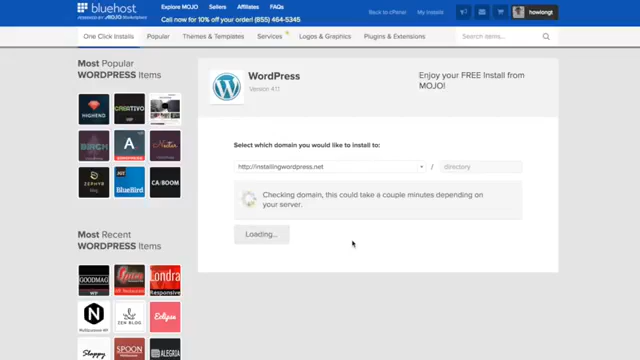 bluehost
POWERED BY MOJO Marketplace
Explore MOJO Sellers Affiliates FAQs
Call now for 10% off your order! (855) 464-5345
Back to cPanel My Installs
howlongt
One Click Installs Popular Themes & Templates Services Logos & Graphics Plugins & Extensions
Search items...
Most Popular
WORDPRESS Items
HIGHEND
CREATIVO
WP
BIRCH
A
Nectar
ZEPHYR
blog
BlueBird
CA/BOOM
Most Recent
WORDPRESS Items
GOODMAG
WP
Londra
Responsive
N
ZEN BLOG
Eclipse
Shoppy
SPOON
ALEGRIA
WordPress
Version 4.1.1
Enjoy your FREE Install from
MOJO!
Select which domain you would like to install to:
http://installingwordpress.net / directory
Checking domain, this could take a couple minutes depending on
your server.
Loading...